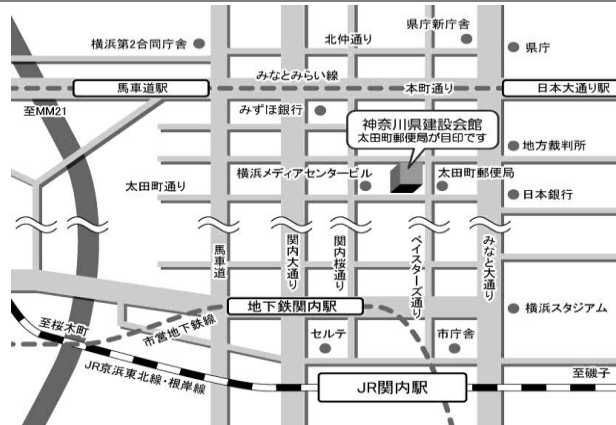 県庁新庁舎
北仲通り
横浜第2合同庁舎
県庁
みなとみらい線
馬車道駅
本町通り
日本大通り駅
至MM21
みずほ銀行
神奈川県建設会館
太田町郵便局が目印です
地方裁判所
太田町通り
横浜メディアセンタービル
太田町郵便局
日本銀行
馬車道
関内大通り
関内桜通り
ベイスターズ通り
みなと大通り
地下鉄関内駅
横浜スタジアム
至桜木町
市営地下鉄線
セルテ
市庁舎
JR京浜東北線・根岸線
JR関内駅
至磯子